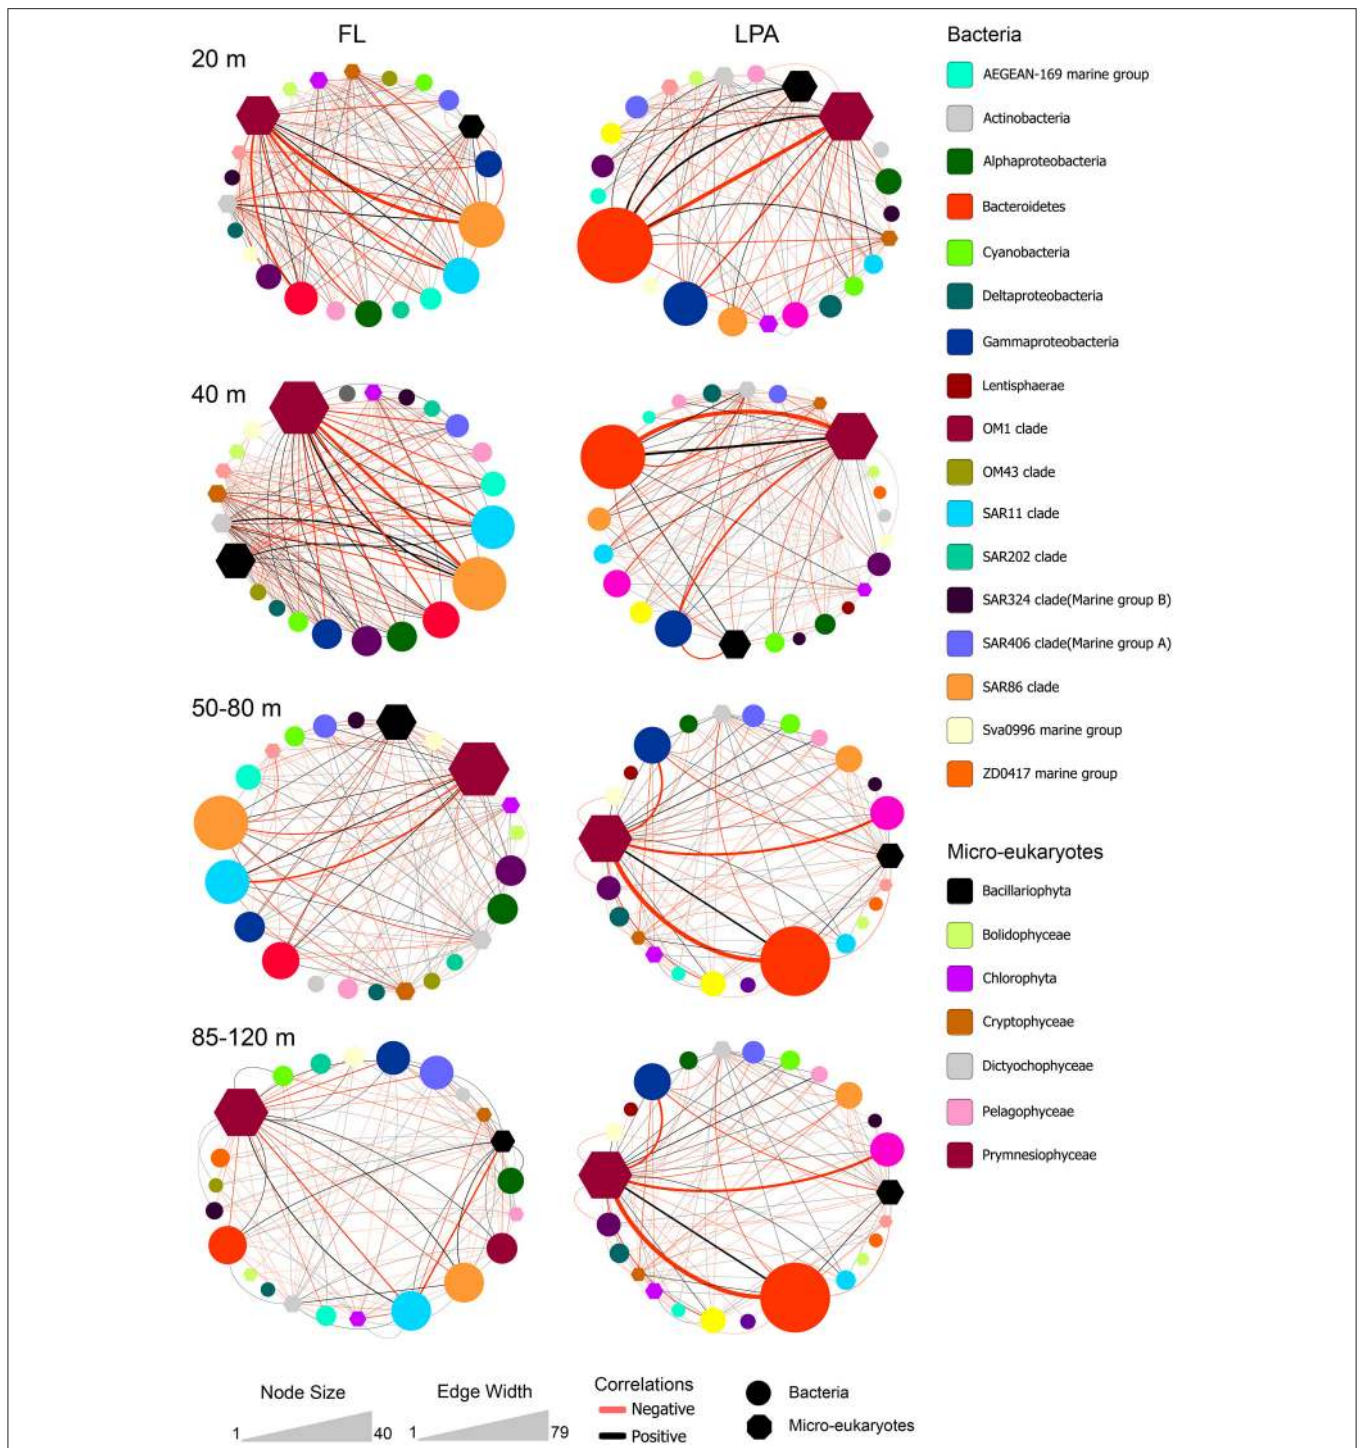 FL
LPA
20 m
40 m
50-80 m
85-120 m
Bacteria
AEGEAN-169 marine group
Actinobacteria
Alphaproteobacteria
Bacteroidetes
Cyanobacteria
Deltaproteobacteria
Gammaproteobacteria
Lentisphaerae
OM1 clade
OM43 clade
SAR11 clade
SAR202 clade
SAR324 clade(Marine group B)
SAR406 clade(Marine group A)
SAR86 clade
Sva0996 marine group
ZD0417 marine group
Micro-eukaryotes
Bacillariophyta
Bolidophyceae
Chlorophyta
Cryptophyceae
Dictyochophyceae
Pelagophyceae
Prymnesiophyceae
Node Size
1 40
Edge Width
1 79
Correlations
Negative
Positive
Bacteria
Micro-eukaryotes